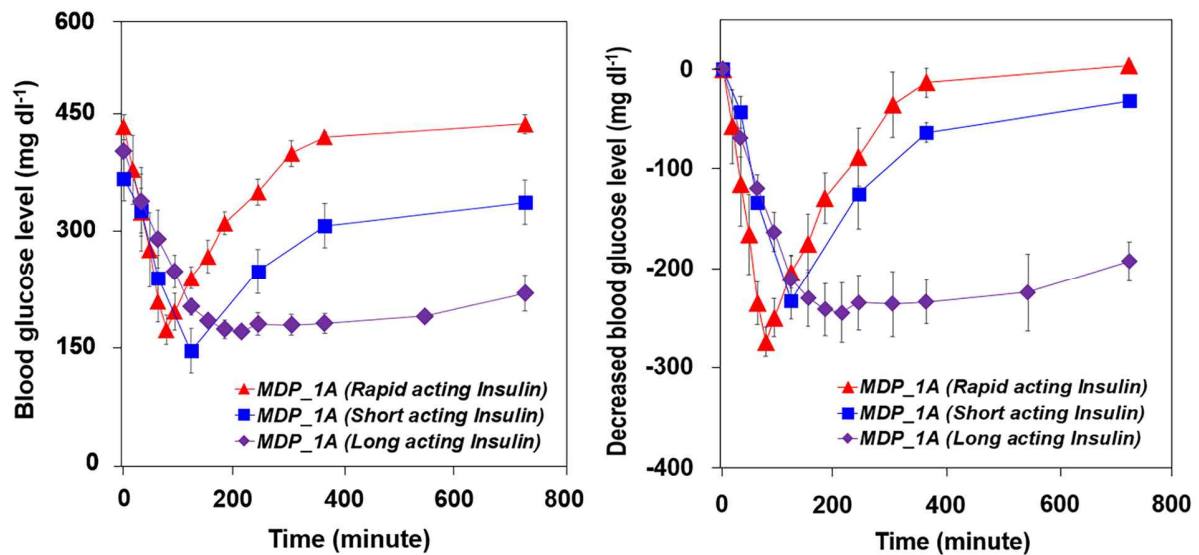 Blood glucose level (mg dl-1)
600
450
300
150
0
MDP_1A (Rapid acting Insulin)
MDP_1A (Short acting Insulin)
MDP_1A (Long acting Insulin)
0 200 400 600 800
Time (minute)
Decreased blood glucose level (mg dl-1)
0
-100
-200
-300
-400
MDP_1A (Rapid acting Insulin)
MDP_1A (Short acting Insulin)
MDP_1A (Long acting Insulin)
0 200 400 600 800
Time (minute)